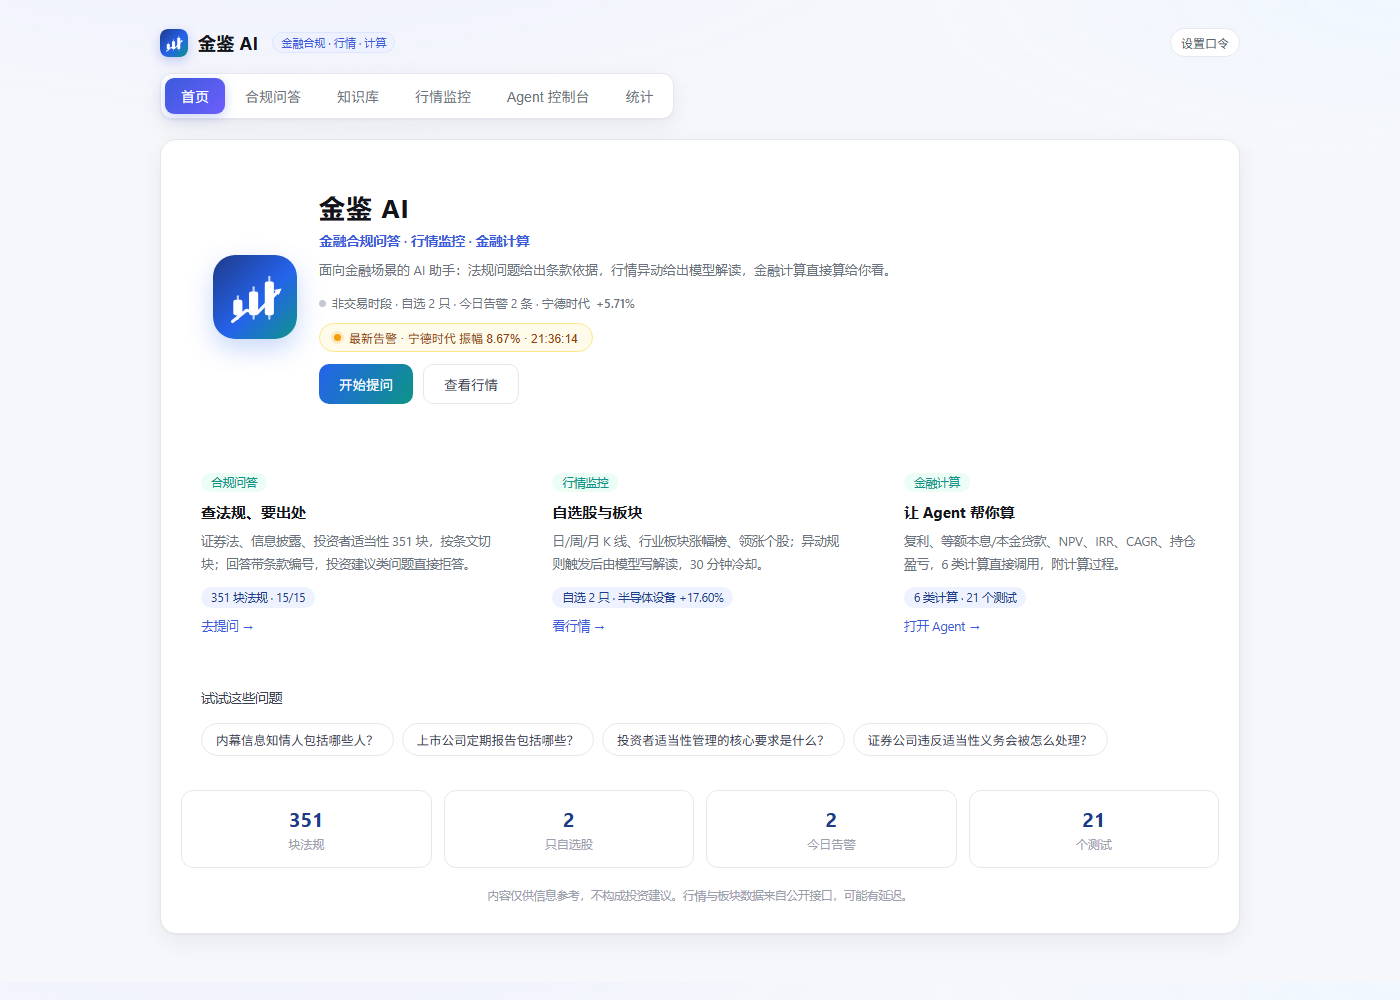 金鉴 AI
金融合规 · 行情 · 计算
设置口令
首页
合规问答
知识库
行情监控
Agent 控制台
统计
金鉴 AI
金融合规问答 · 行情监控 · 金融计算
面向金融场景的 AI 助手：法规问题给出条款依据，行情异动给出模型解读，金融计算直接算给你看。
非交易时段 · 自选 2 只 · 今日告警 2 条 · 宁德时代 +5.71%
最新告警 · 宁德时代 振幅 8.67% · 21:36:14
开始提问
查看行情
合规问答
查法规、要出处
证券法、信息披露、投资者适当性 351 块，按条文切
块；回答带条款编号，投资建议类问题直接拒答。
351 块法规 · 15/15
去提问 →
行情监控
自选股与板块
日/周/月 K 线、行业板块涨幅榜、领涨个股；异动规
则触发后由模型写解读，30 分钟冷却。
自选 2 只 · 半导体设备 +17.60%
看行情 →
金融计算
让 Agent 帮你算
复利、等额本息/本金贷款、NPV、IRR、CAGR、持仓
盈亏，6 类计算直接调用，附计算过程。
6 类计算 · 21 个测试
打开 Agent →
试试这些问题
内幕信息知情人包括哪些人？
上市公司定期报告包括哪些？
投资者适当性管理的核心要求是什么？
证券公司违反适当性义务会被怎么处理？
351
块法规
2
只自选股
2
今日告警
21
个测试
内容仅供信息参考，不构成投资建议。行情与板块数据来自公开接口，可能有延迟。